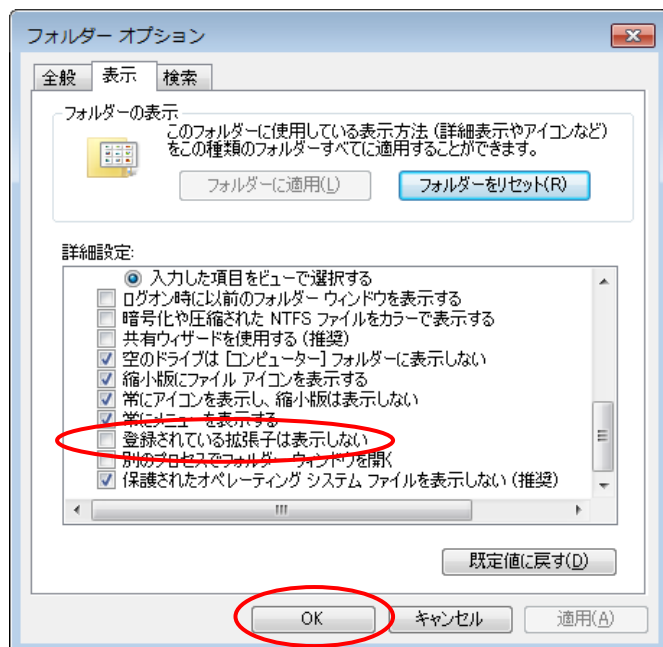 フォルダー オプション
全般 表示 検索
フォルダーの表示
このフォルダーに使用している表示方法 (詳細表示やアイコンなど)
をこの種類のフォルダーすべてに適用することができます。
フォルダーに適用(L) フォルダーをリセット(R)
詳細設定:
入力した項目をビューで選択する
ログオン時に以前のフォルダー ウィンドウを表示する
暗号化や圧縮された NTFS ファイルをカラーで表示する
共有ウィザードを使用する (推奨)
空のドライブは [コンピューター] フォルダーに表示しない
縮小版にファイル アイコンを表示する
常にアイコンを表示し、縮小版は表示しない
常にメニューを表示する
登録されている拡張子は表示しない
別のプロセスでフォルダー ウィンドウを開く
保護されたオペレーティング システム ファイルを表示しない (推奨)
既定値に戻す(D)
OK キャンセル 適用(A)